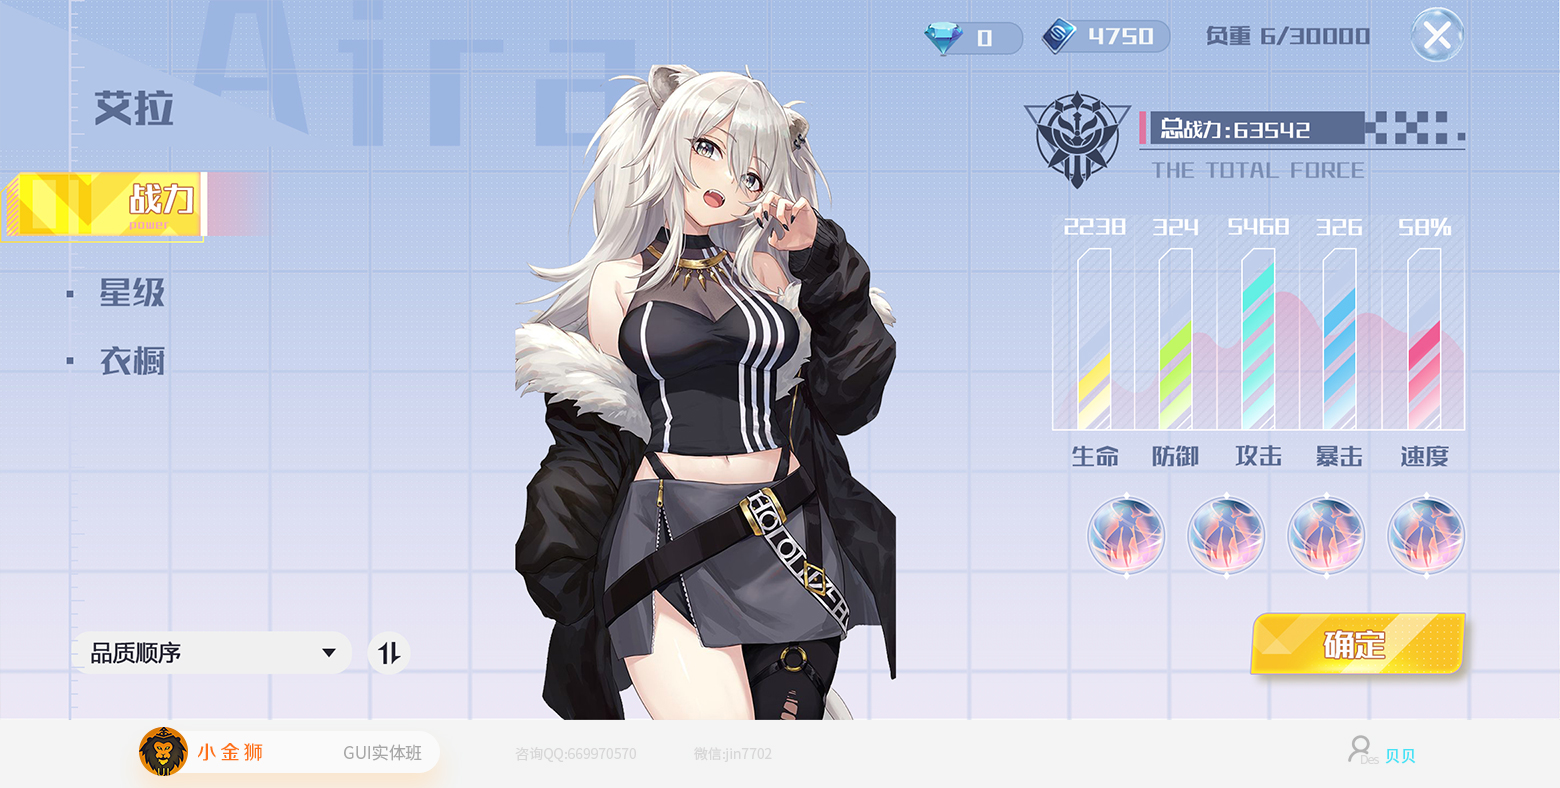 Aira
0
4750
负重 6/30000
艾拉
总战力:63542
THE TOTAL FORCE
战力
power
2238 324 5468 326 58%
星级
衣橱
生命 防御 攻击 暴击 速度
HOLOLIVE
品质顺序
确定
小金狮
GUI实体班
咨询QQ:669970570
微信:jin7702
Des 贝贝